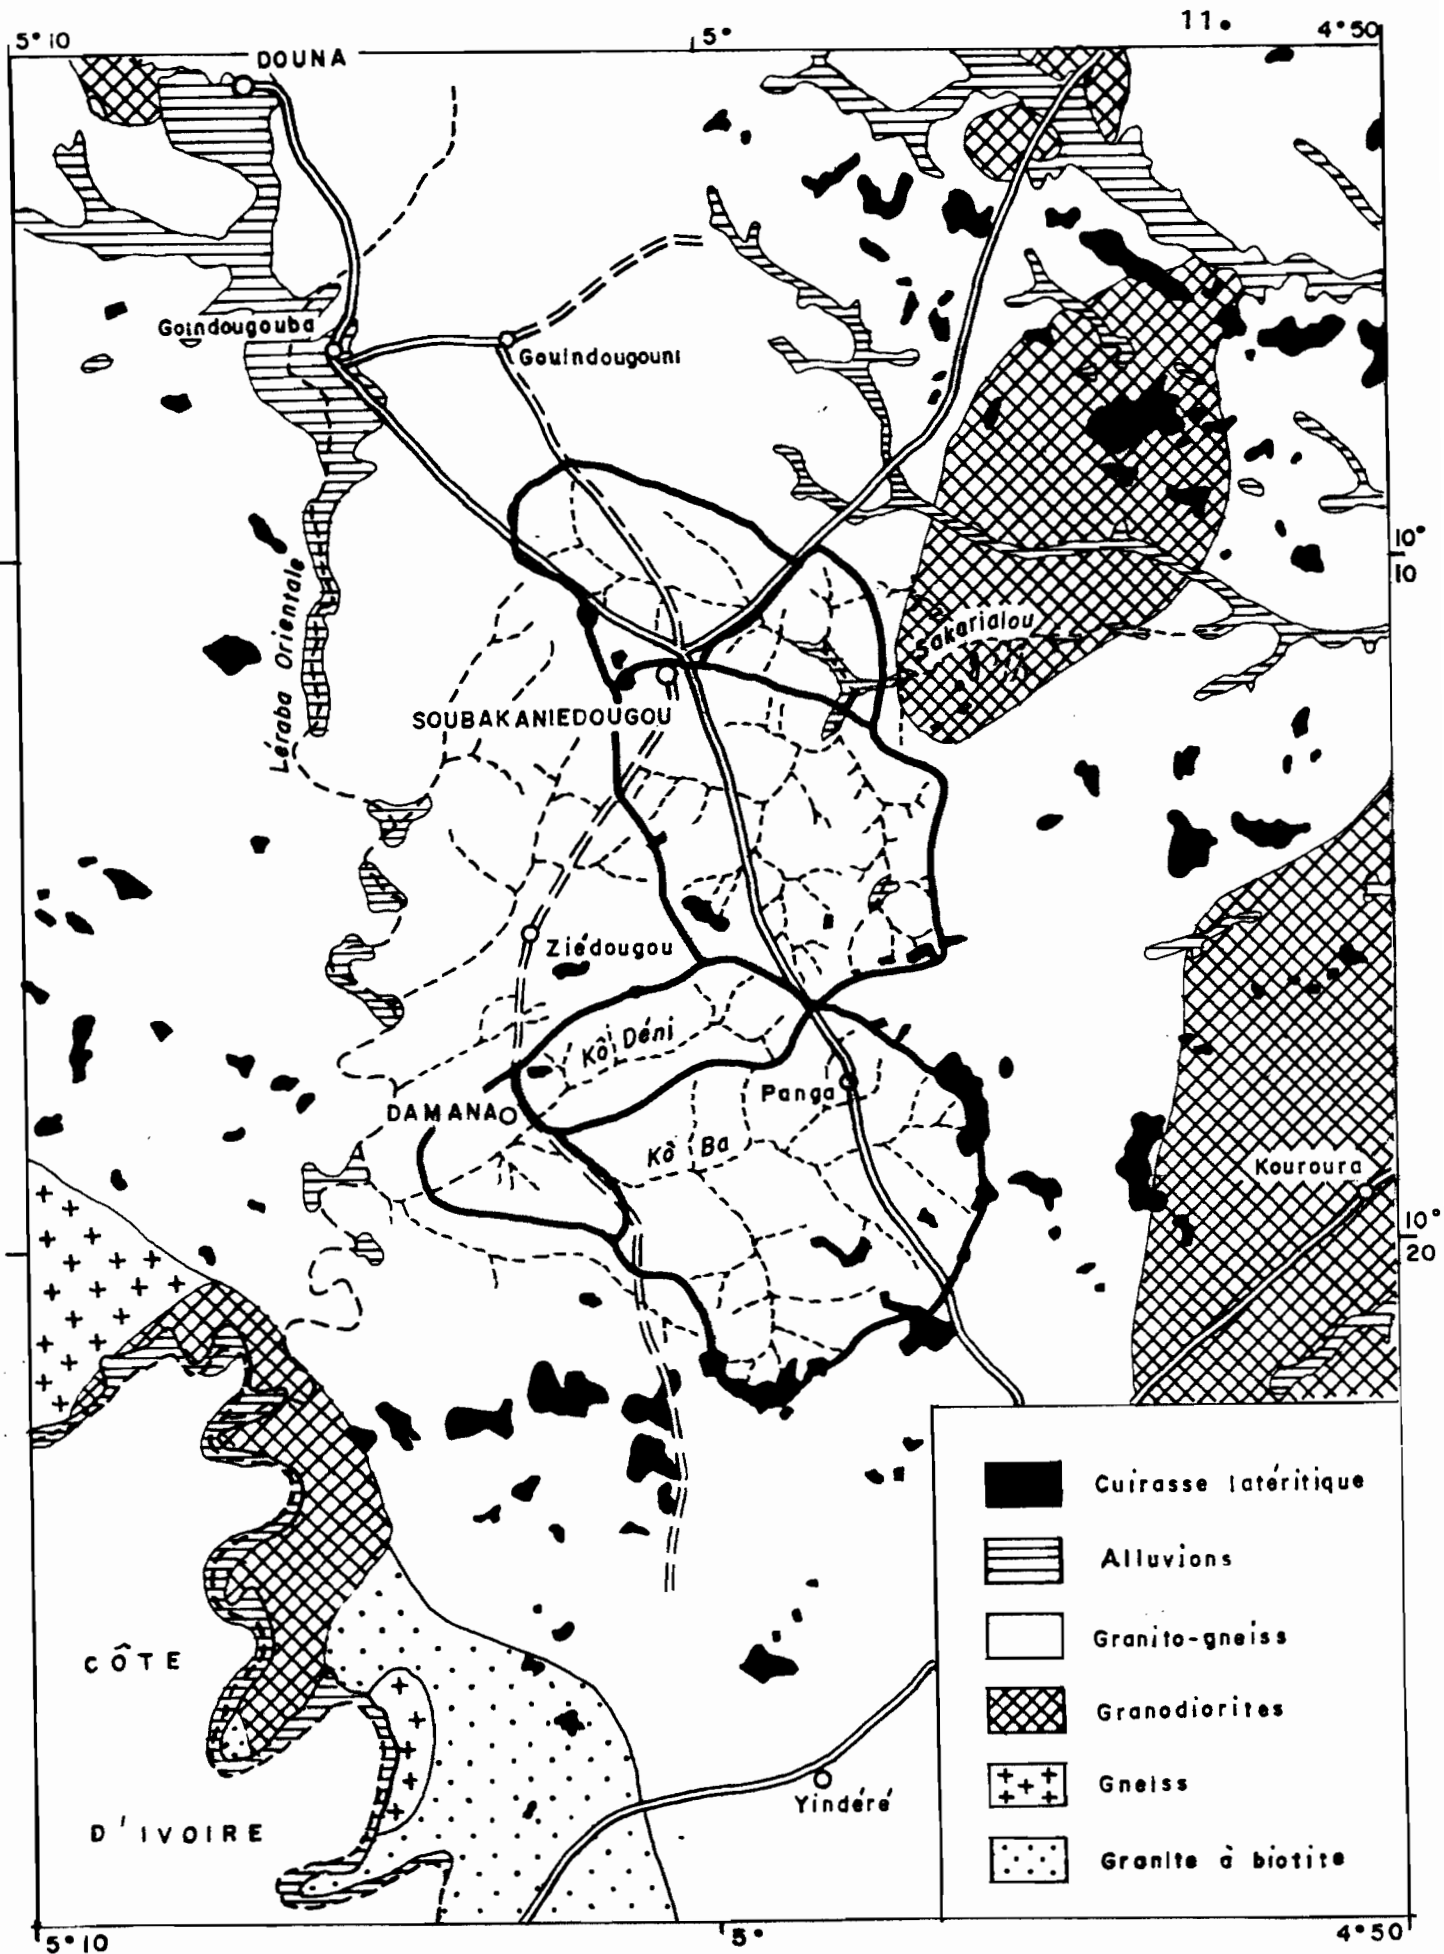 11.
5° 10
5°
4° 50
DOUNA
Goindougouba
Gouindougouni
10°
10
Léraba Orientale
Sakarialou
SOUBAKANIEDOUGOU
Ziédougou
Kô Déni
Panga
DAMANA
Kô Ba
Kouroura
10°
20
Cuirasse latéritique
Alluvions
Granito-gneiss
Granodiorites
Gneiss
Granite à biotite
CÔTE
D'IVOIRE
Yindéré
5° 10
5°
4° 50